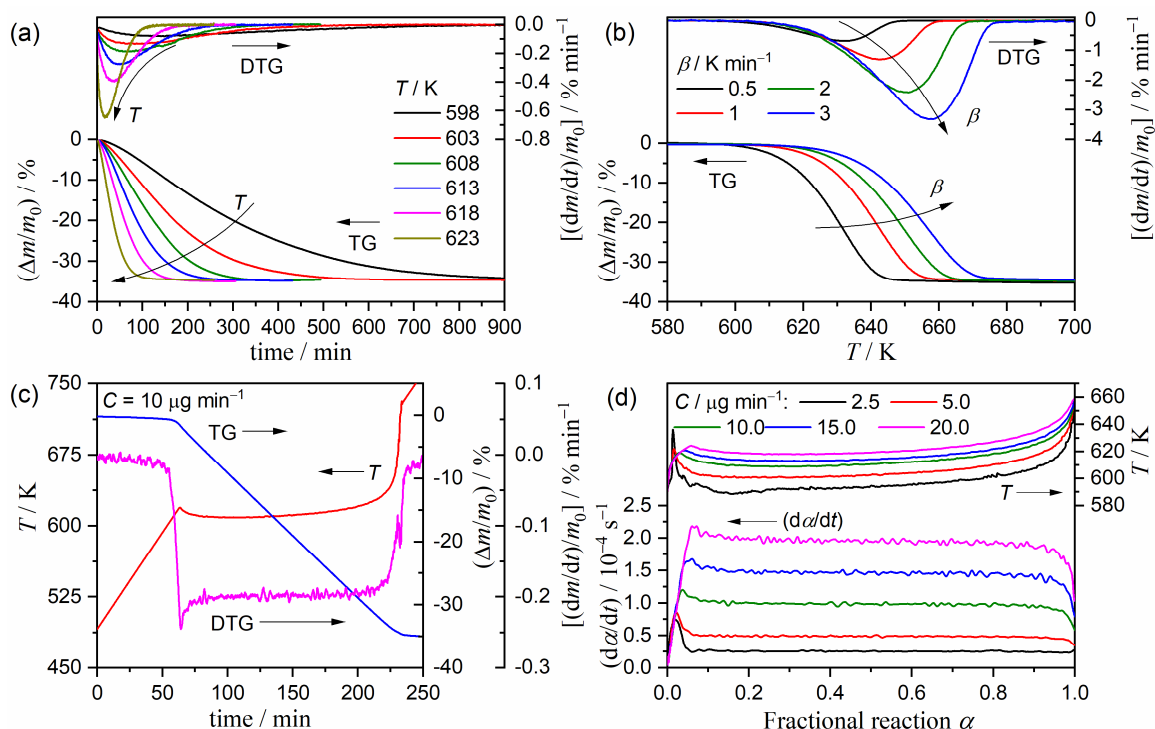 (a)
0.0
-0.2
-0.4
-0.6
-0.8
[(dm/dt)/m₀] / % min⁻¹
DTG
T
T / K
598
603
608
613
618
623
0
-10
-20
-30
-40
(Δm/m₀) / %
T
TG
0 100 200 300 400 500 600 700 800 900
time / min
(b)
0
-1
-2
-3
-4
[(dm/dt)/m₀] / % min⁻¹
DTG
β / K min⁻¹
0.5 2
1 3
β
0
-10
-20
-30
-40
(Δm/m₀) / %
TG
β
580 600 620 640 660 680 700
T / K
(c)
C = 10 μg min⁻¹
750
675
600
525
450
T / K
TG
T
DTG
0
-5
-10
-15
-20
-25
-30
-35
-40
(Δm/m₀) / %
0.1
0.0
-0.1
-0.2
-0.3
[(dm/dt)/m₀] / % min⁻¹
0 50 100 150 200 250
time / min
(d)
C / μg min⁻¹: 2.5 5.0
10.0 15.0 20.0
660
640
620
600
580
T / K
T
(dα/dt)
2.5
2.0
1.5
1.0
0.5
0.0
(dα/dt) / 10⁻⁴ s⁻¹
0.0 0.2 0.4 0.6 0.8 1.0
Fractional reaction α